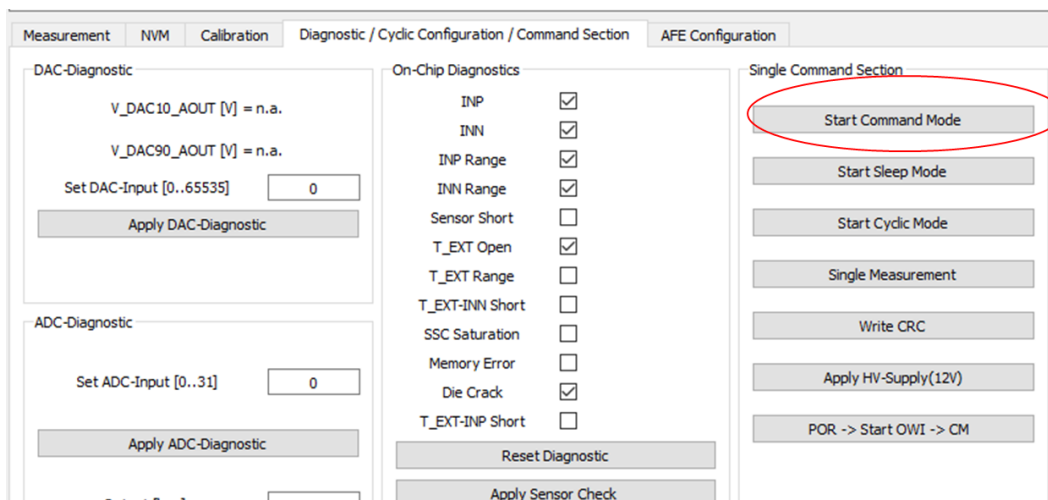 Measurement
NVM
Calibration
Diagnostic / Cyclic Configuration / Command Section
AFE Configuration
DAC-Diagnostic
V_DAC10_AOUT [V] = n.a.
V_DAC90_AOUT [V] = n.a.
Set DAC-Input [0..65535]
0
Apply DAC-Diagnostic
ADC-Diagnostic
Set ADC-Input [0..31]
0
Apply ADC-Diagnostic
On-Chip Diagnostics
INP
INN
INP Range
INN Range
Sensor Short
T_EXT Open
T_EXT Range
T_EXT-INN Short
SSC Saturation
Memory Error
Die Crack
T_EXT-INP Short
Reset Diagnostic
Apply Sensor Check
Single Command Section
Start Command Mode
Start Sleep Mode
Start Cyclic Mode
Single Measurement
Write CRC
Apply HV-Supply(12V)
POR -> Start OWI -> CM